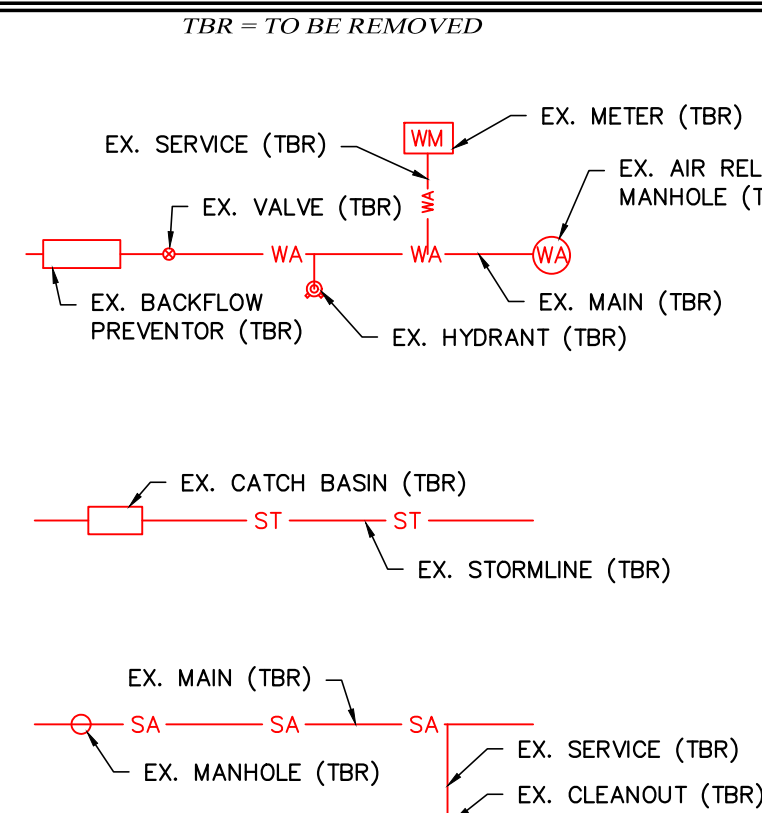 TBR = TO BE REMOVED
WM
EX. METER (TBR)
EX. SERVICE (TBR)
EX. AIR
MANHOLE
WA
EX. VALVE (TBR)
WA
WA
WA
EX. BACKFLOW
PREVENTOR (TBR)
EX. MAIN (TBR)
EX. HYDRANT (TBR)
EX. CATCH BASIN (TBR)
ST
ST
EX. STORMLINE (TBR)
EX. MAIN (TBR)
SA
SA
SA
EX. SERVICE (TBR)
EX. MANHOLE (TBR)
EX. CLEANOUT (TBR)